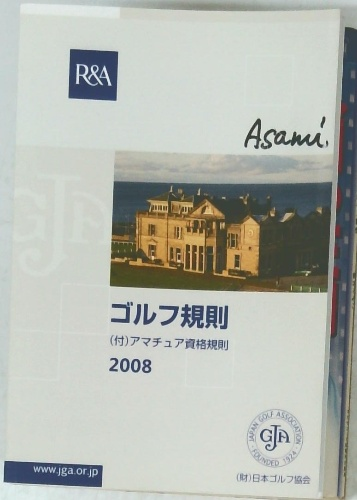 R&A
Asami.
ゴルフ規則
(付)アマチュア資格規則
2008
JAPAN GOLF ASSOCIATION
JGA
FOUNDED 1924
www.jga.or.jp
(財)日本ゴルフ協会